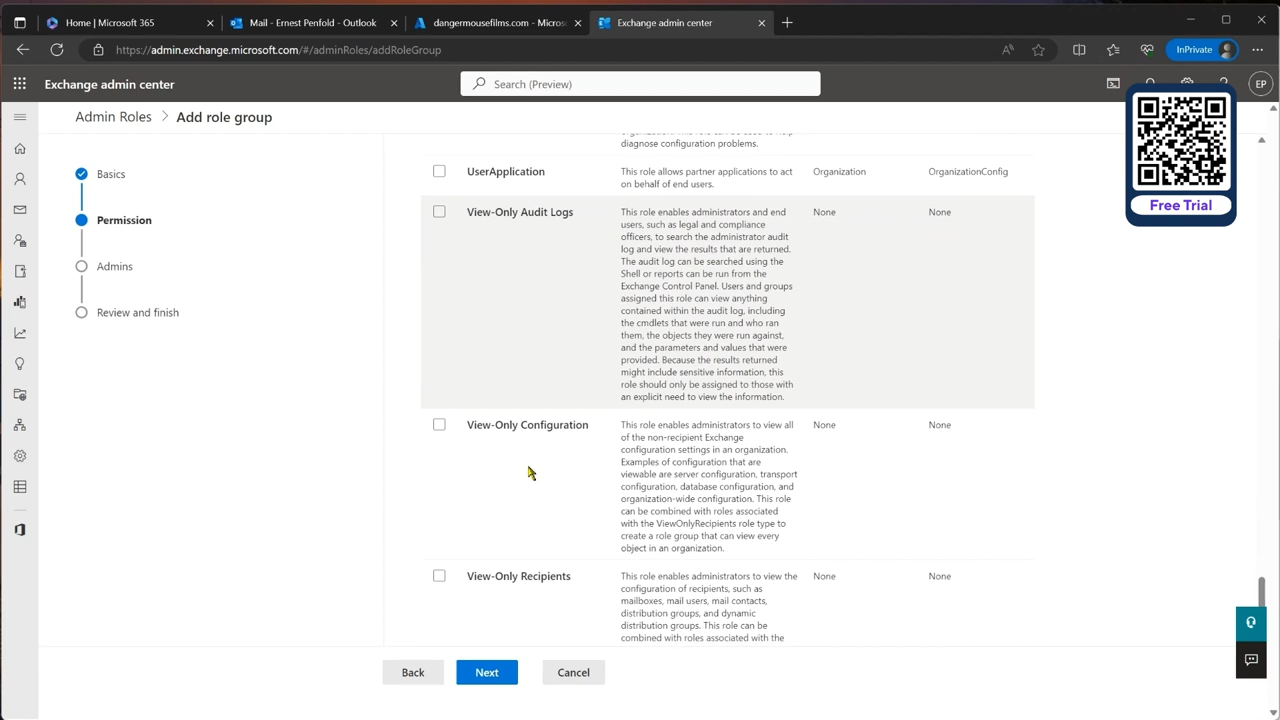 Home | Microsoft 365
Mail - Ernest Penfold - Outlook
dangermousefilms.com - Micros
Exchange admin center
https://admin.exchange.microsoft.com/#/adminRoles/addRoleGroup
InPrivate
Exchange admin center
Search (Preview)
EP
Admin Roles > Add role group
Free Trial
Basics
Permission
Admins
Review and finish
diagnose configuration problems.
UserApplication
This role allows partner applications to act
on behalf of end users.
Organization
OrganizationConfig
View-Only Audit Logs
This role enables administrators and end
users, such as legal and compliance
officers, to search the administrator audit
log and view the results that are returned.
The audit log can be searched using the
Shell or reports can be run from the
Exchange Control Panel. Users and groups
assigned this role can view anything
contained within the audit log, including
the cmdlets that were run and who ran
them, the objects they were run against,
and the parameters and values that were
provided. Because the results returned
might include sensitive information, this
role should only be assigned to those with
an explicit need to view the information.
None
None
View-Only Configuration
This role enables administrators to view all
of the non-recipient Exchange
configuration settings in an organization.
Examples of configuration that are
viewable are server configuration, transport
configuration, database configuration, and
organization-wide configuration. This role
can be combined with roles associated
with the ViewOnlyRecipients role type to
create a role group that can view every
object in an organization.
None
None
View-Only Recipients
This role enables administrators to view the
configuration of recipients, such as
mailboxes, mail users, mail contacts,
distribution groups, and dynamic
distribution groups. This role can be
combined with roles associated with the
None
None
Back
Next
Cancel